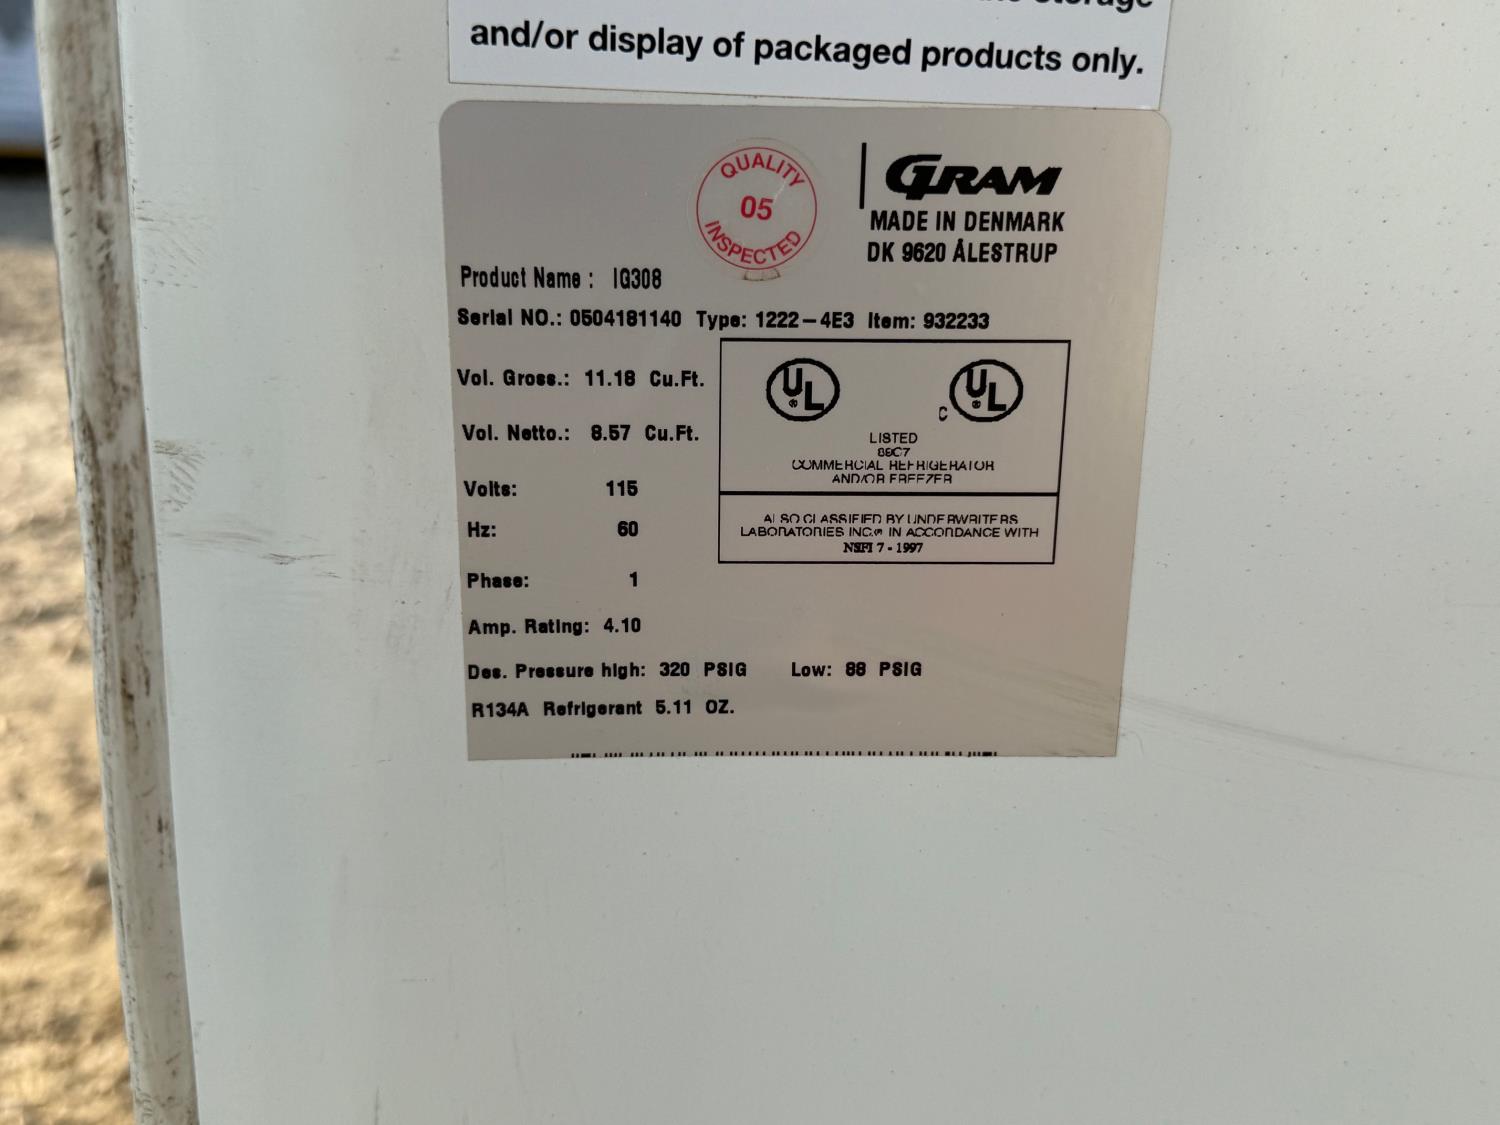 storage
and/or display of packaged products only.
QUALITY
05
INSPECTED
GRAM
MADE IN DENMARK
DK 9620 ÅLESTRUP
Product Name : IG308
Serial NO.: 0504181140 Type: 1222-4E3 Item: 932233
Vol. Gross.: 11.18 Cu.Ft.
Vol. Netto.: 8.57 Cu.Ft.
Volts: 115
Hz: 60
Phase: 1
Amp. Rating: 4.10
Des. Pressure high: 320 PSIG Low: 88 PSIG
R134A Refrigerant 5.11 OZ.
UL
C UL
LISTED
COMMERCIAL REFRIGERATOR
AND/OR FREEZER
ALSO CLASSIFIED BY UNDERWRITERS
LABORATORIES INC.® IN ACCORDANCE WITH
7 - 1997